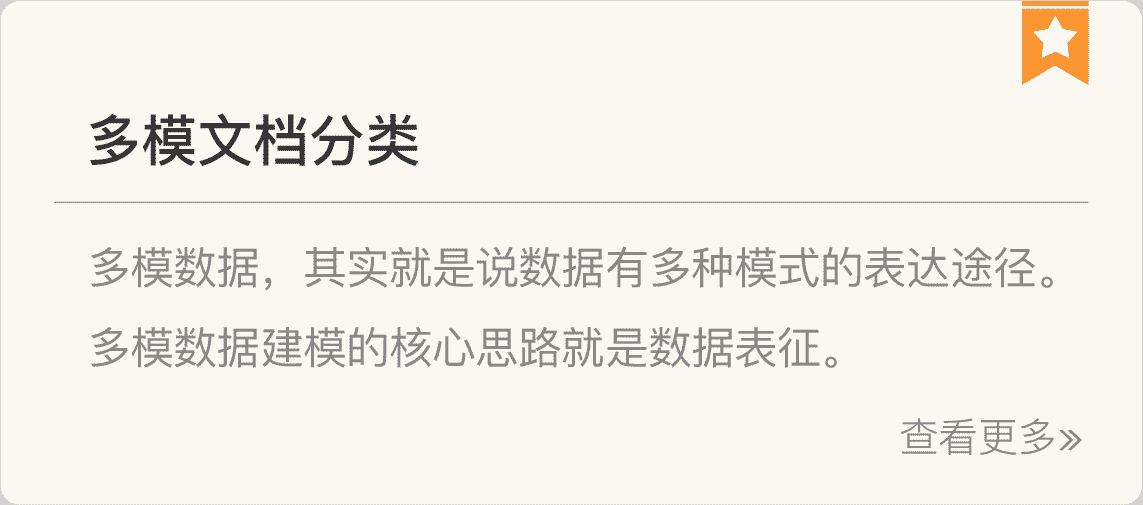 多模文档分类
多模数据，其实就是说数据有多种模式的表达途径。
多模数据建模的核心思路就是数据表征。
查看更多»